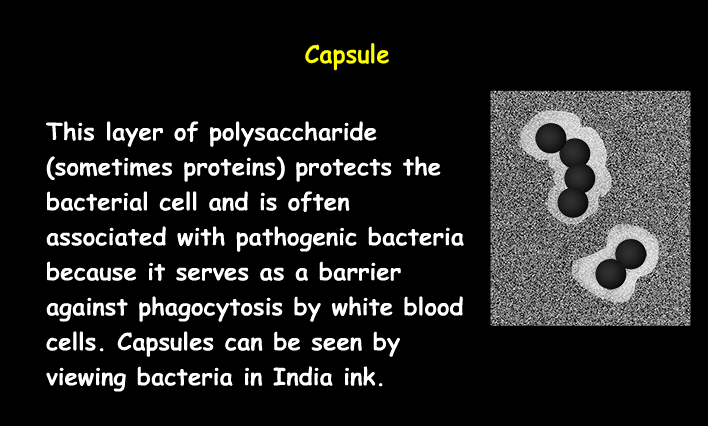 Capsule
This layer of polysaccharide
(sometimes proteins) protects the
bacterial cell and is often
associated with pathogenic bacteria
because it serves as a barrier
against phagocytosis by white blood
cells. Capsules can be seen by
viewing bacteria in India ink.